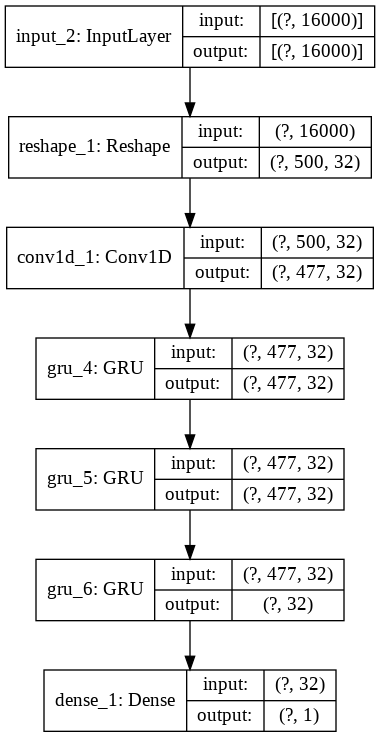 input_2: InputLayer
input:
[(?, 16000)]
output:
[(?, 16000)]
reshape_1: Reshape
input:
(?, 16000)
output:
(?, 500, 32)
conv1d_1: Conv1D
input:
(?, 500, 32)
output:
(?, 477, 32)
gru_4: GRU
input:
(?, 477, 32)
output:
(?, 477, 32)
gru_5: GRU
input:
(?, 477, 32)
output:
(?, 477, 32)
gru_6: GRU
input:
(?, 477, 32)
output:
(?, 32)
dense_1: Dense
input:
(?, 32)
output:
(?, 1)